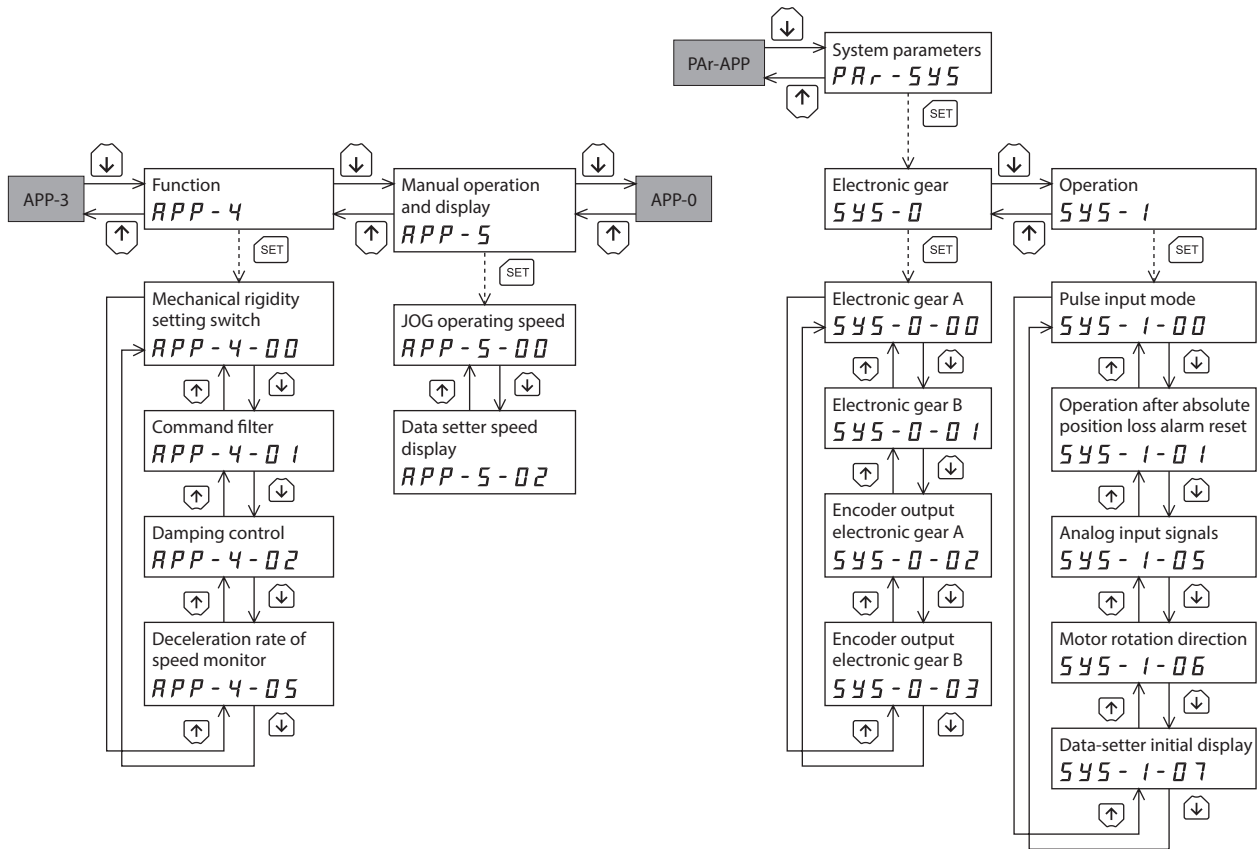 PAr-APP
System parameters
PAr-SYS
SET
APP-3
Function
APP-4
SET
Manual operation
and display
APP-5
SET
APP-0
Electronic gear
SYS-0
SET
Operation
SYS-1
SET
Mechanical rigidity
setting switch
APP-4-00
Command filter
APP-4-01
Damping control
APP-4-02
Deceleration rate of
speed monitor
APP-4-05
JOG operating speed
APP-5-00
Data setter speed
display
APP-5-02
Electronic gear A
SYS-0-00
Electronic gear B
SYS-0-01
Encoder output
electronic gear A
SYS-0-02
Encoder output
electronic gear B
SYS-0-03
Pulse input mode
SYS-1-00
Operation after absolute
position loss alarm reset
SYS-1-01
Analog input signals
SYS-1-05
Motor rotation direction
SYS-1-06
Data-setter initial display
SYS-1-07